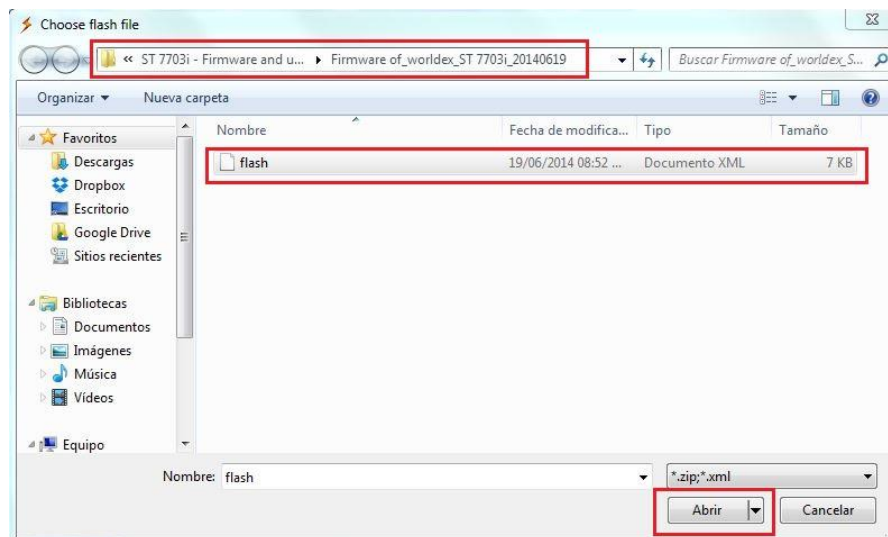 Choose flash file
« ST 7703i - Firmware and u... Firmware of_worldex_ST 7703i_20140619 Buscar Firmware of_worldex_S...
Organizar Nueva carpeta
Nombre Fecha de modifica... Tipo Tamaño
flash 19/06/2014 08:52 ... Documento XML 7 KB
Favoritos
Descargas
Dropbox
Escritorio
Google Drive
Sitios recientes
Bibliotecas
Documentos
Imágenes
Música
Vídeos
Equipo
Nombre: flash *.zip;*.xml
Abrir Cancelar